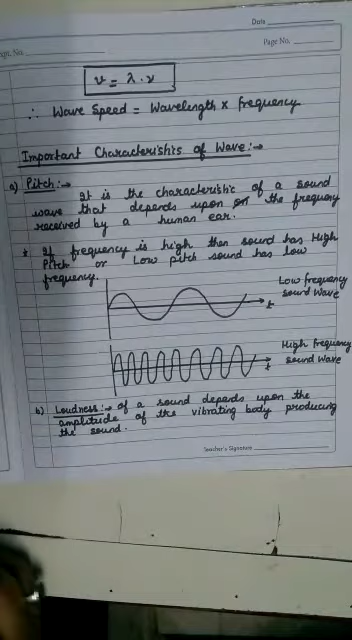 Date
Expt. No.
Page No.
v = λ · ν
∴ Wave Speed = Wavelength x frequency
Important Characteristics of Wave :→
a) Pitch :→
It is the characteristic of a sound
wave that depends upon on the frequency
received by a human ear.
* If frequency is high then sound has High
Pitch or Low pitch sound has low
frequency.
Low frequency
sound wave
t
High frequency
sound wave
t
b) Loudness :→ of a sound depends upon the
amplitude of the vibrating body producing
the sound.
Teacher's Signature